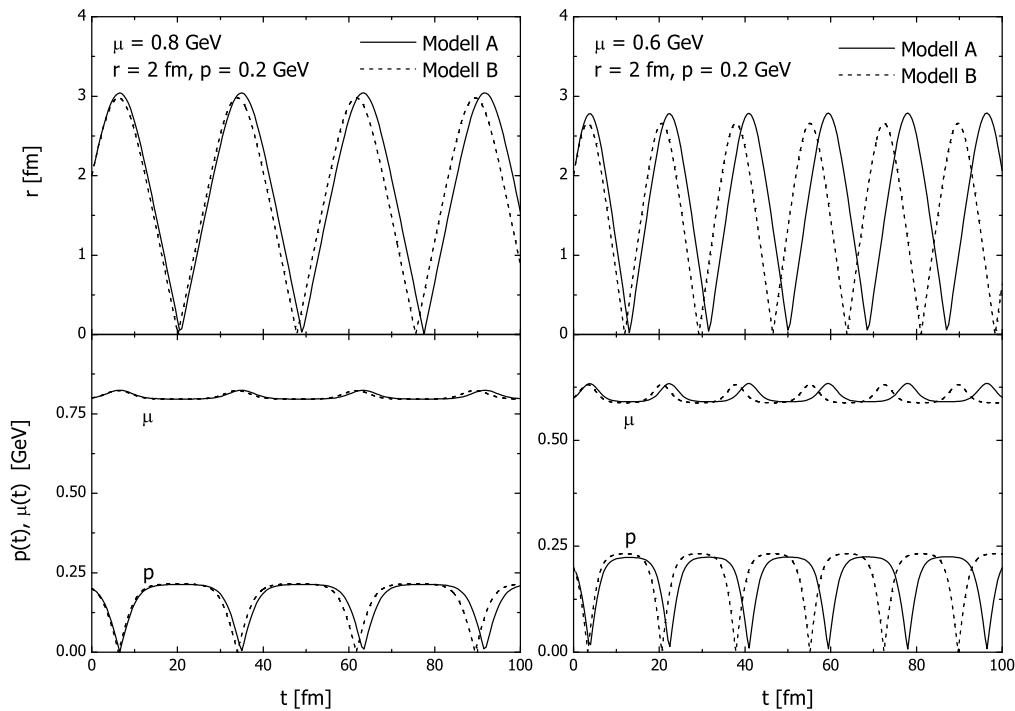 μ = 0.8 GeV
r = 2 fm, p = 0.2 GeV
Modell A
Modell B
4
3
2
1
0
r [fm]
μ = 0.6 GeV
r = 2 fm, p = 0.2 GeV
Modell A
Modell B
4
3
2
1
0
μ
p
0.75
0.50
0.25
0.00
p(t), μ(t) [GeV]
0
20
40
60
80
100
t [fm]
μ
p
0.50
0.25
0.00
0
20
40
60
80
100
t [fm]